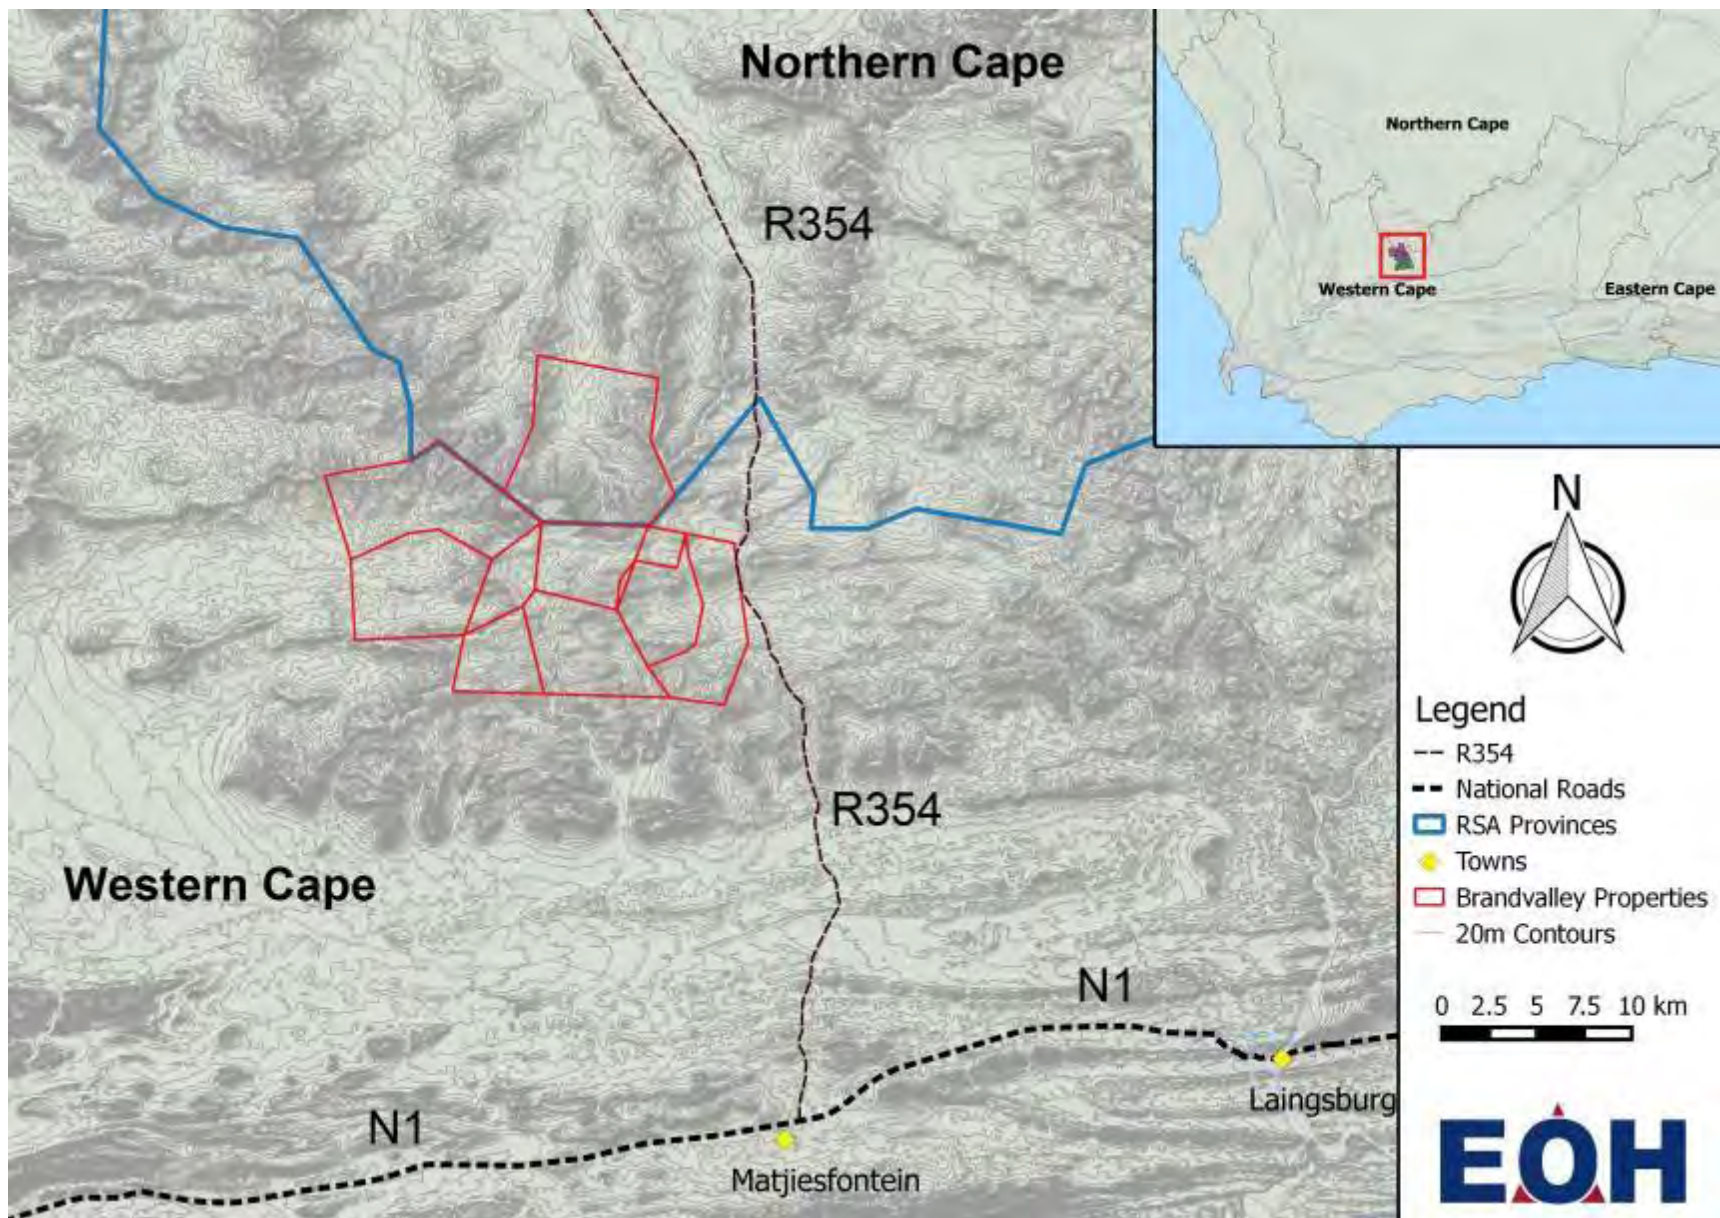 Northern Cape
R354
R354
Western Cape
N1
N1
Laingsburg
Matjiesfontein
Northern Cape
Western Cape
Eastern Cape
N
Legend
R354
National Roads
RSA Provinces
Towns
Brandvalley Properties
20m Contours
0 2.5 5 7.5 10 km
EOH